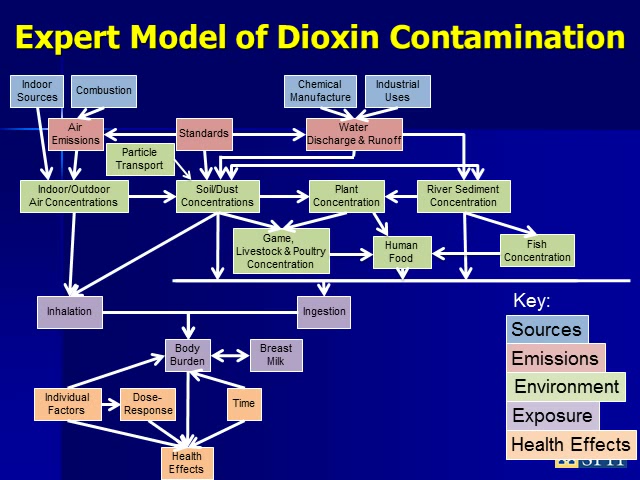 Expert Model of Dioxin Contamination
Indoor
Sources
Combustion
Chemical
Manufacture
Industrial
Uses
Air
Emissions
Standards
Water
Discharge & Runoff
Particle
Transport
Indoor/Outdoor
Air Concentrations
Soil/Dust
Concentrations
Plant
Concentration
River Sediment
Concentration
Game,
Livestock & Poultry
Concentration
Human
Food
Fish
Concentration
Inhalation
Ingestion
Key:
Sources
Emissions
Environment
Exposure
Health Effects
Body
Burden
Breast
Milk
Individual
Factors
Dose-
Response
Time
Health
Effects